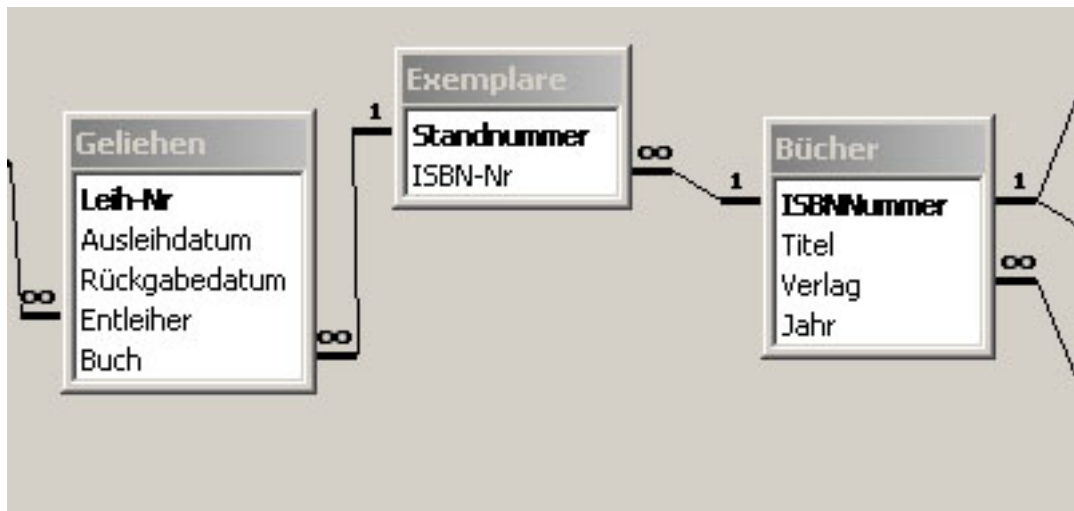 Geliehen
Leih-Nr
Ausleihdatum
Rückgabedatum
Entleiher
Buch
∞
∞
1
Exemplare
Standnummer
ISBN-Nr
∞
1
Bücher
ISBNNummer
Titel
Verlag
Jahr
1
∞